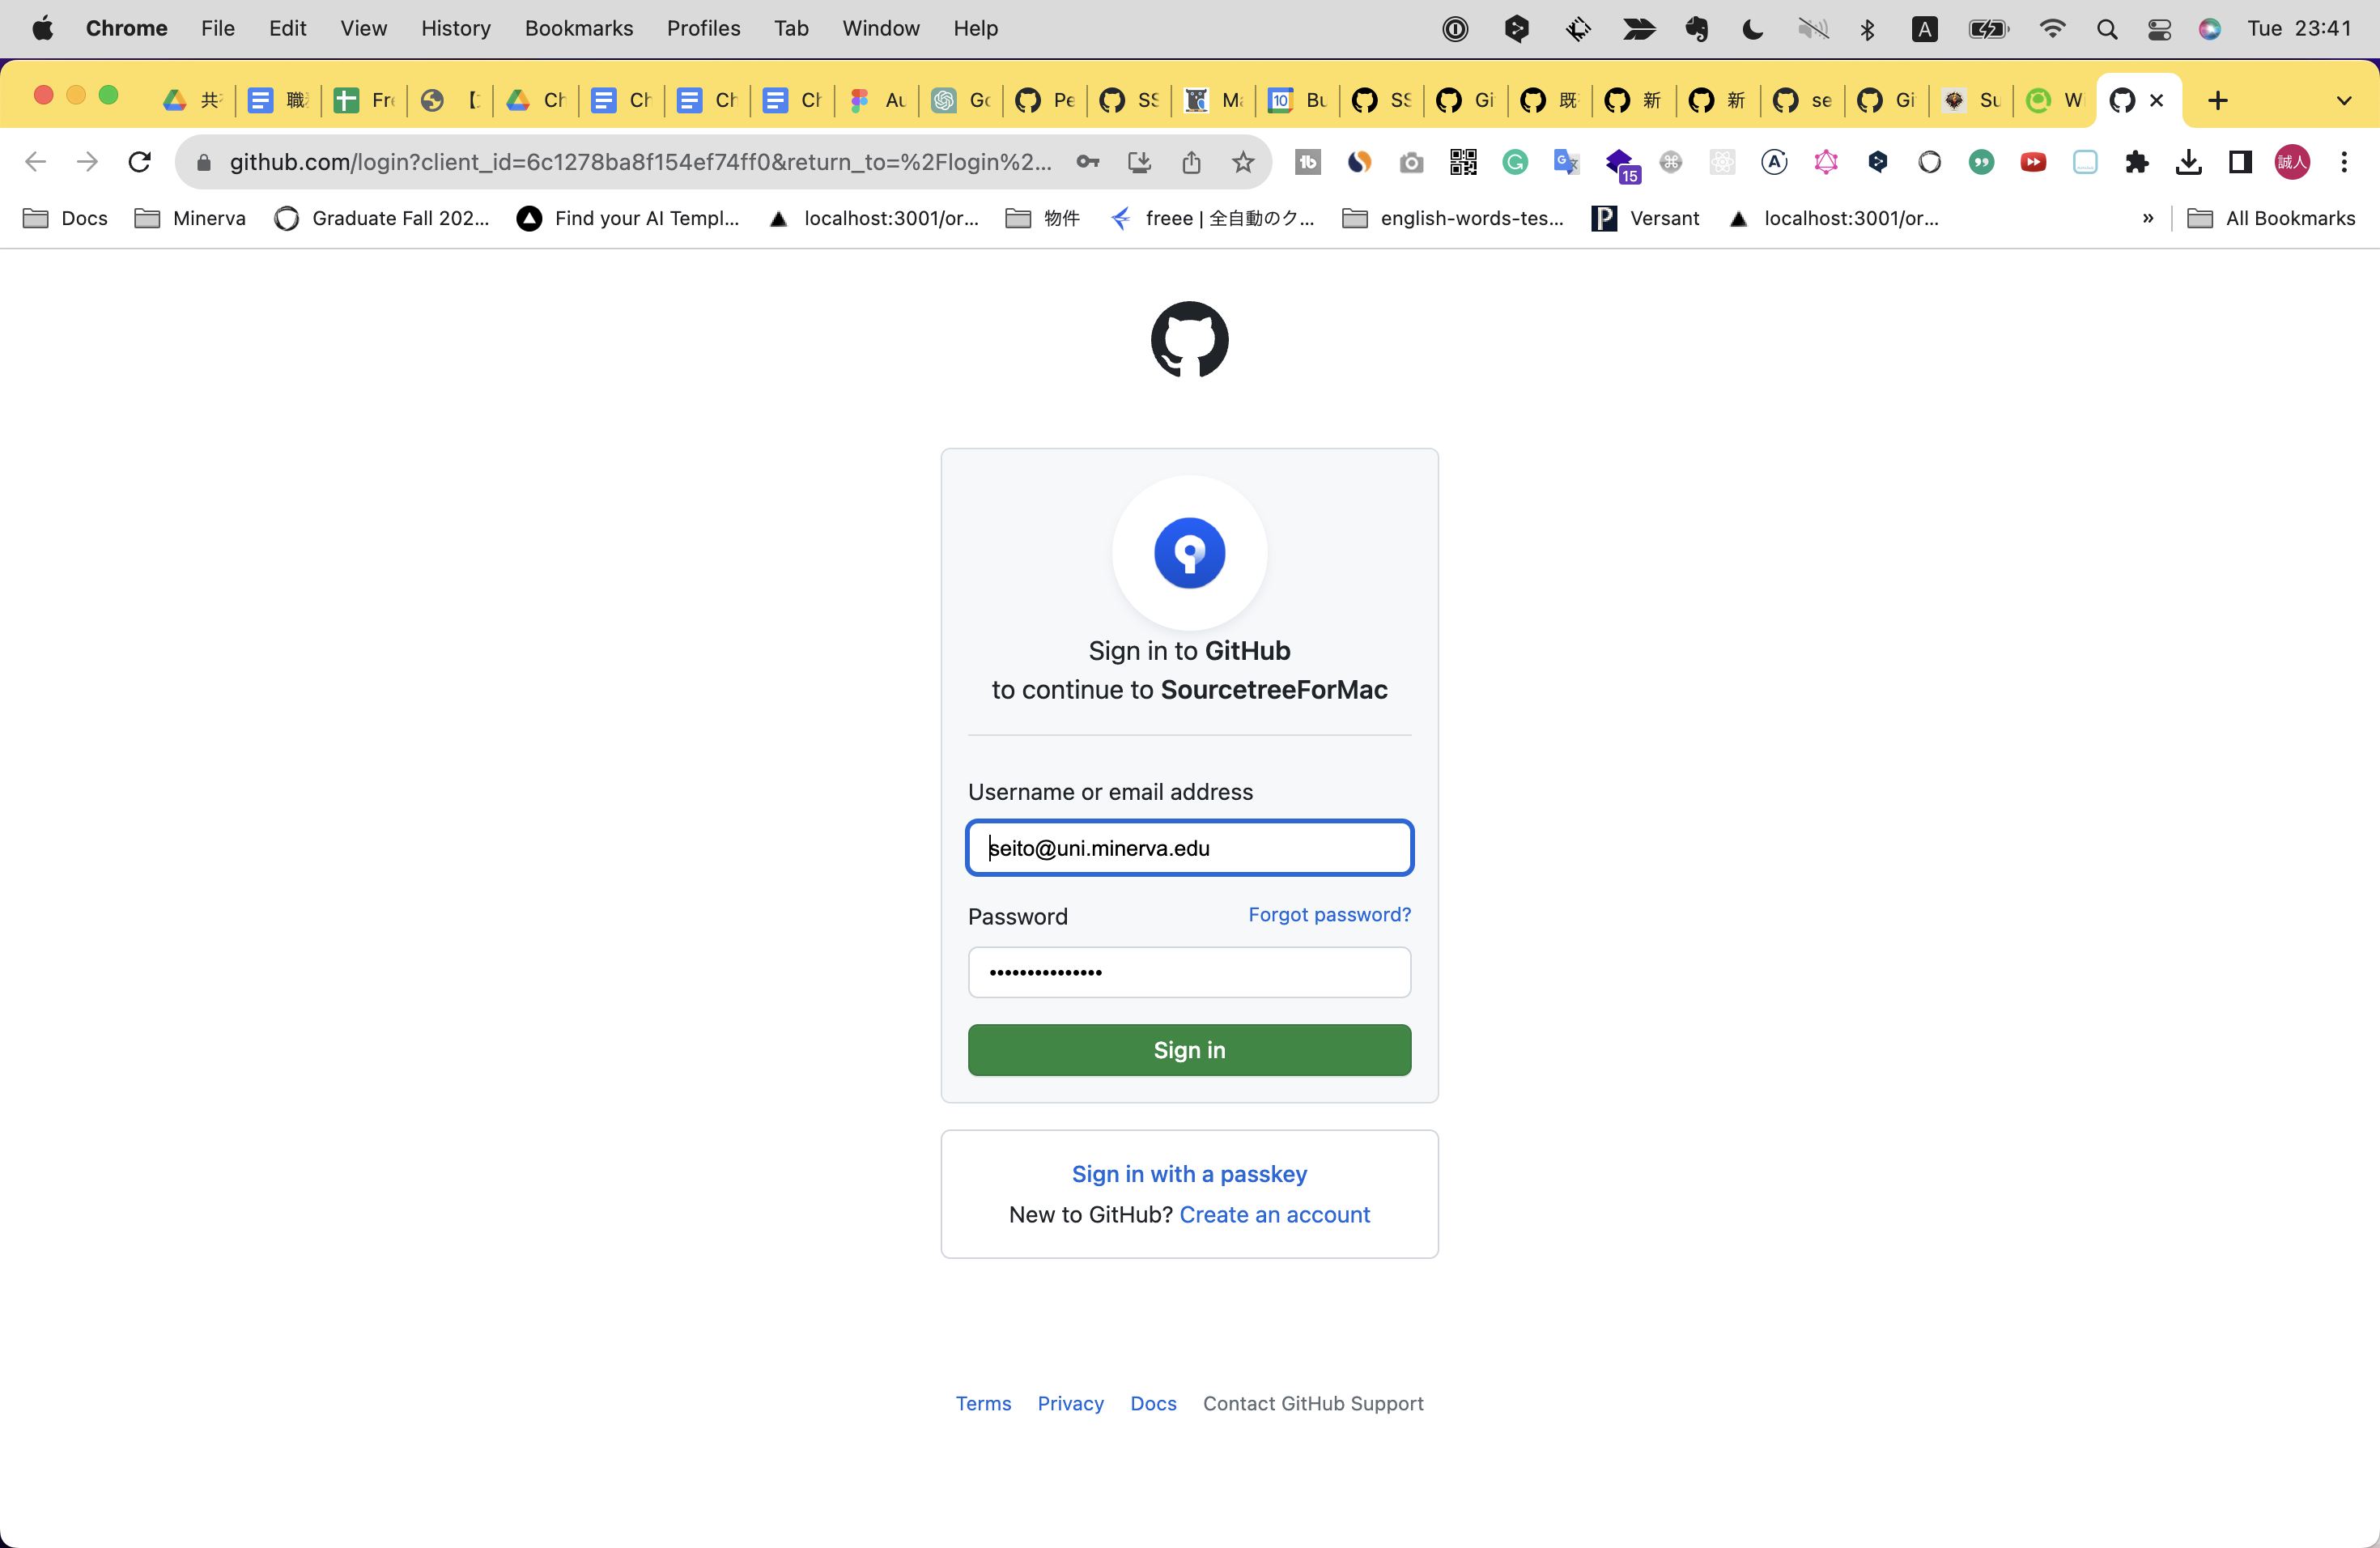 Chrome File Edit View History Bookmarks Profiles Tab Window Help A Tue 23:41
共 職 Fre Ch Ch Ch Ch Au Pe SS 10 Bu SS Gi 既 新 新 se Gi Su W
github.com/login?client_id=6c1278ba8f154ef74ff0&return_to=%2Flogin%2... 15 誠人
Docs Minerva Graduate Fall 202... Find your AI Templ... localhost:3001/or... 物件 freee | 全自動のク... english-words-tes... P Versant localhost:3001/or... » All Bookmarks
Sign in to GitHub
to continue to SourcetreeForMac
Username or email address
seito@uni.minerva.edu
Password Forgot password?
•••••••••••••••
Sign in
Sign in with a passkey
New to GitHub? Create an account
Terms Privacy Docs Contact GitHub Support